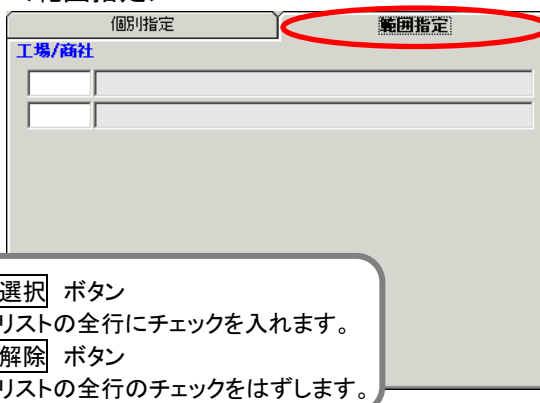 個別指定
範囲指定
工場/商社
選択 ボタン
リストの全行にチェックを入れます。
解除 ボタン
リストの全行のチェックをはずします。